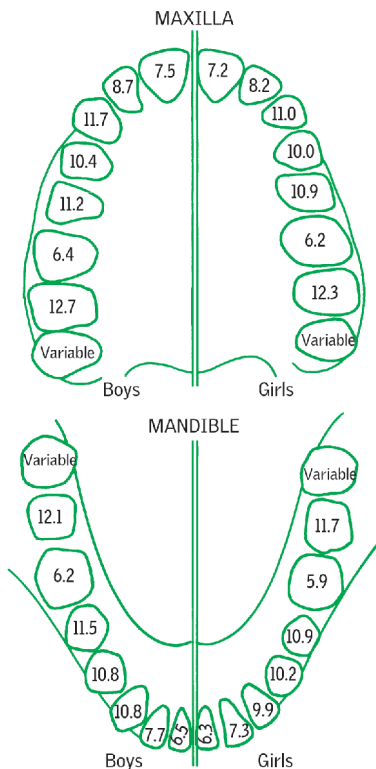 MAXILLA
7.5 7.2
8.7 8.2
11.7 11.0
10.4 10.0
11.2 10.9
6.4 6.2
12.7 12.3
Variable Variable
Boys Girls
MANDIBLE
Variable Variable
12.1 11.7
6.2 5.9
11.5 10.9
10.8 10.2
10.8 9.9
7.7 6.5 6.3 7.3
Boys Girls